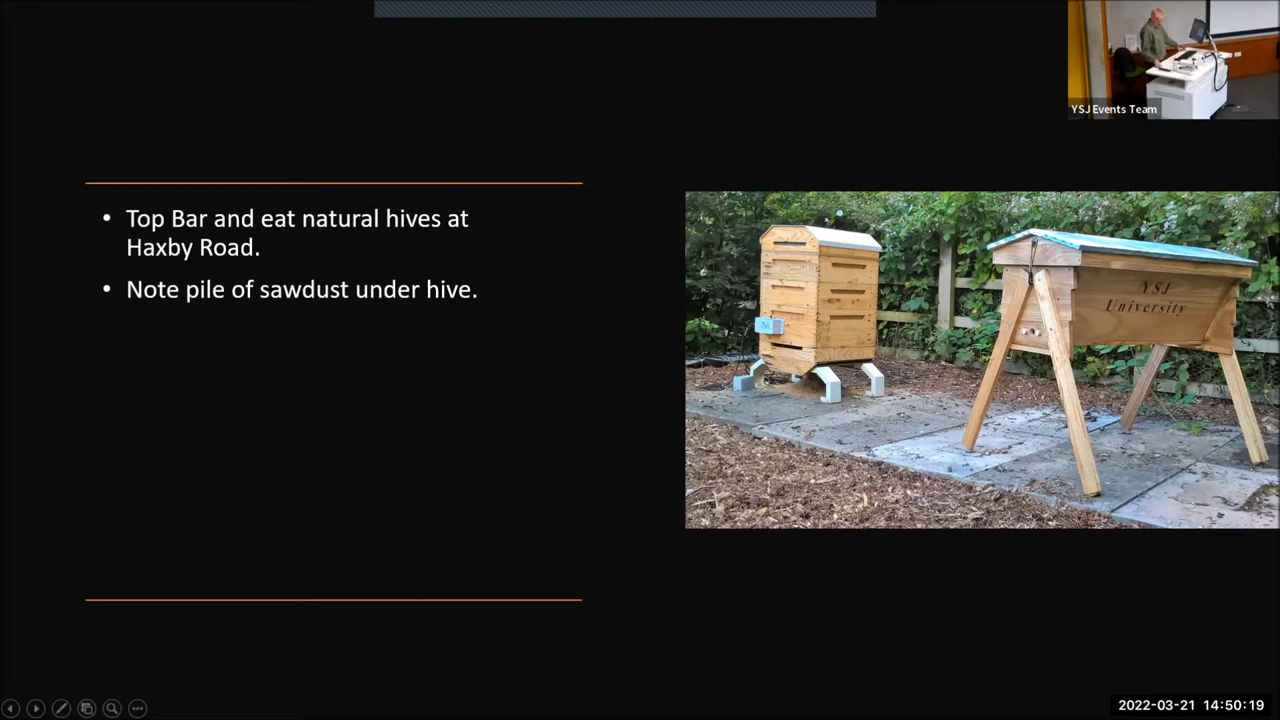 YSJ Events Team
• Top Bar and eat natural hives at
Haxby Road.
• Note pile of sawdust under hive.
YSJ
University
2022-03-21 14:50:19